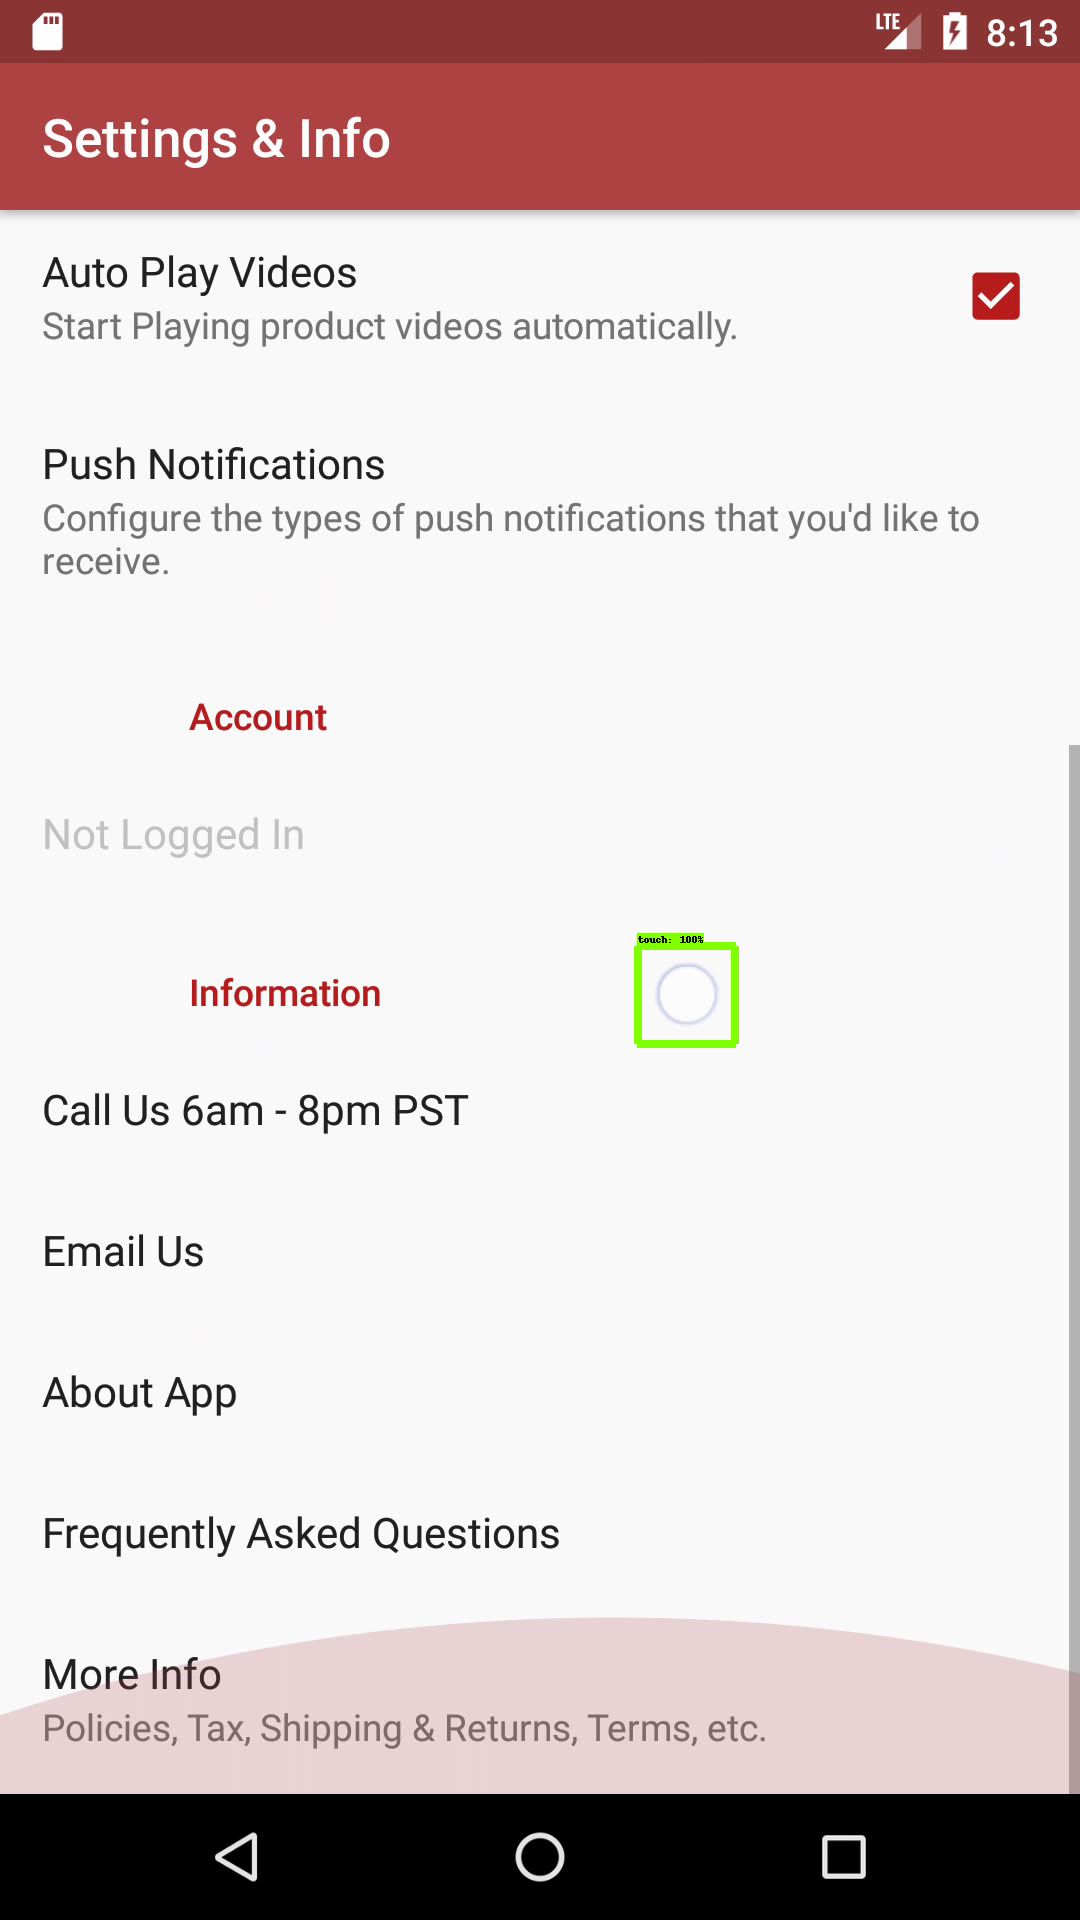 LTE 8:13
Settings & Info
Auto Play Videos
Start Playing product videos automatically.
Push Notifications
Configure the types of push notifications that you'd like to
receive.
Account
Not Logged In
touch: 100%
Information
Call Us 6am - 8pm PST
Email Us
About App
Frequently Asked Questions
More Info
Policies, Tax, Shipping & Returns, Terms, etc.